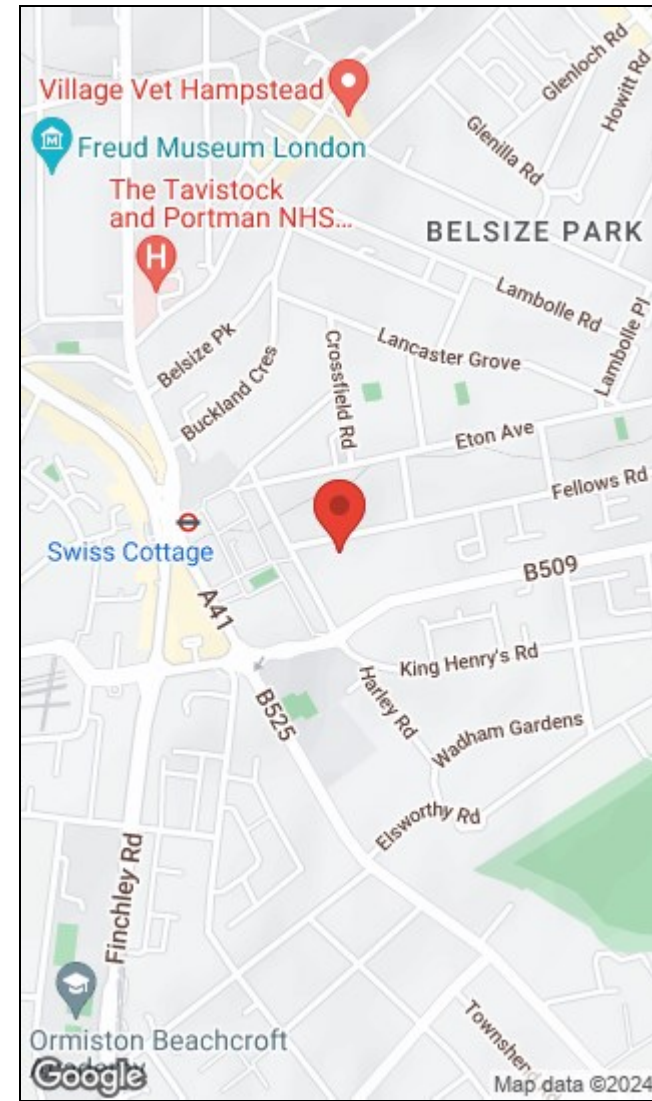 Glenloch Rd
Howitt Rd
Village Vet Hampstead
Glenilla Rd
Freud Museum London
The Tavistock
and Portman NHS...
H
BELSIZE PARK
Lambolle Rd
Lambolle Pl
Belsize Pk
Buckland Cres
Crossfield Rd
Lancaster Grove
Eton Ave
Fellows Rd
Swiss Cottage
B509
A41
King Henry's Rd
Harley Rd
B525
Wadham Gardens
Elsworthy Rd
Finchley Rd
Ormiston Beachcroft
Google
Map data ©2024